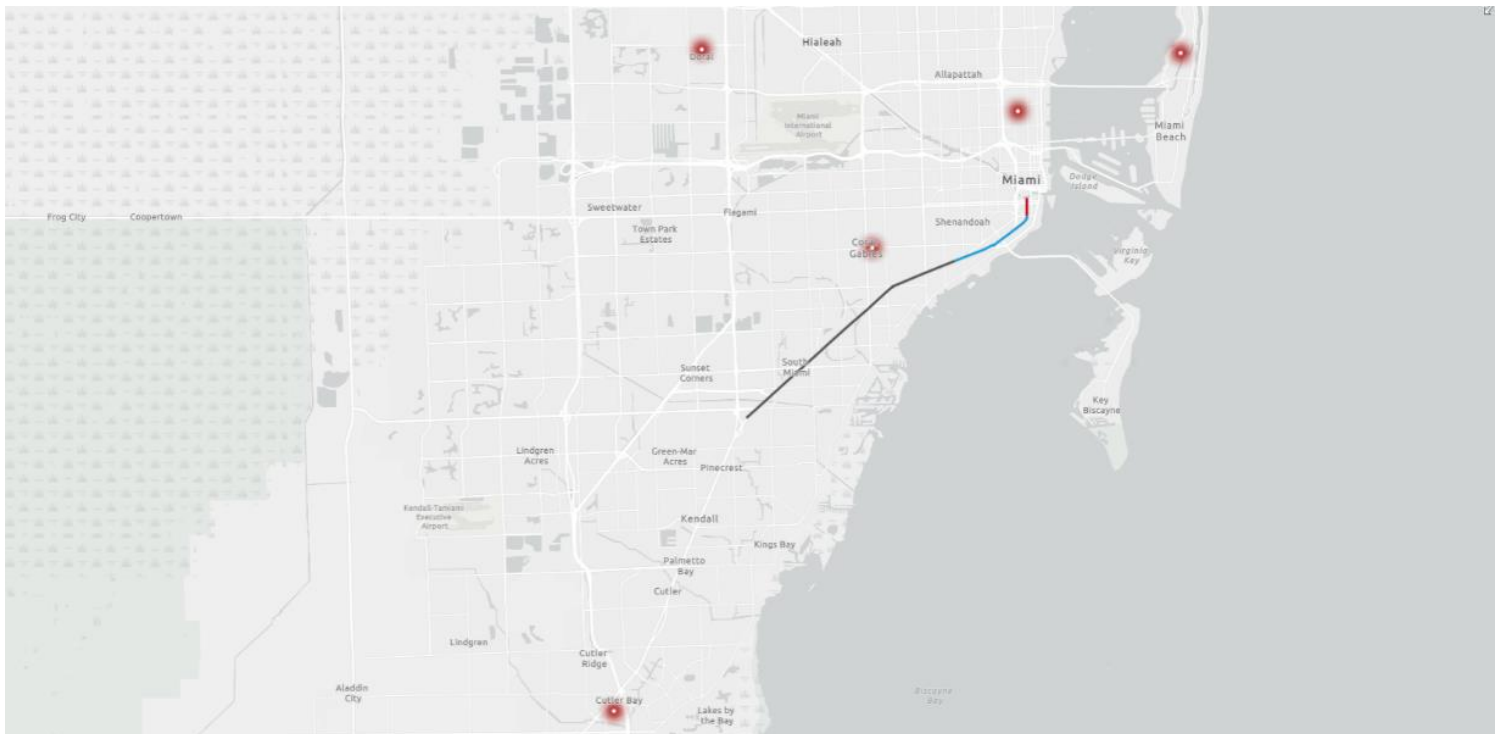 Hialeah
Doral
Allapattah
Miami
International
Airport
Miami
Beach
Miami
Dodge
Island
Frog City
Coopertown
Sweetwater
Flagami
Shenandoah
Town Park
Estates
Coral
Gables
Virginia
Key
Sunset
Corners
South
Miami
Key
Biscayne
Lindgren
Acres
Green-Mar
Acres
Pinecrest
Kendall-Tamiami
Executive
Airport
Kendall
Kings Bay
Palmetto
Bay
Cutler
Lindgren
Cutler
Ridge
Aladdin
City
Cutler Bay
Lakes by
the Bay
Biscayne
Bay